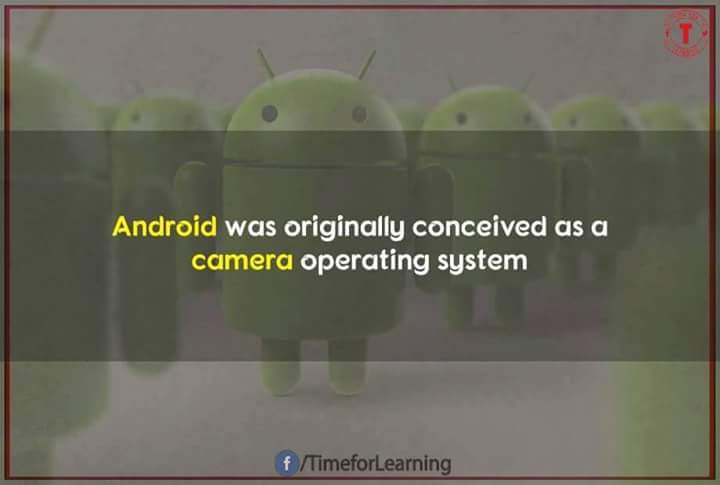 T
Android was originally conceived as a
camera operating system
f/TimeforLearning